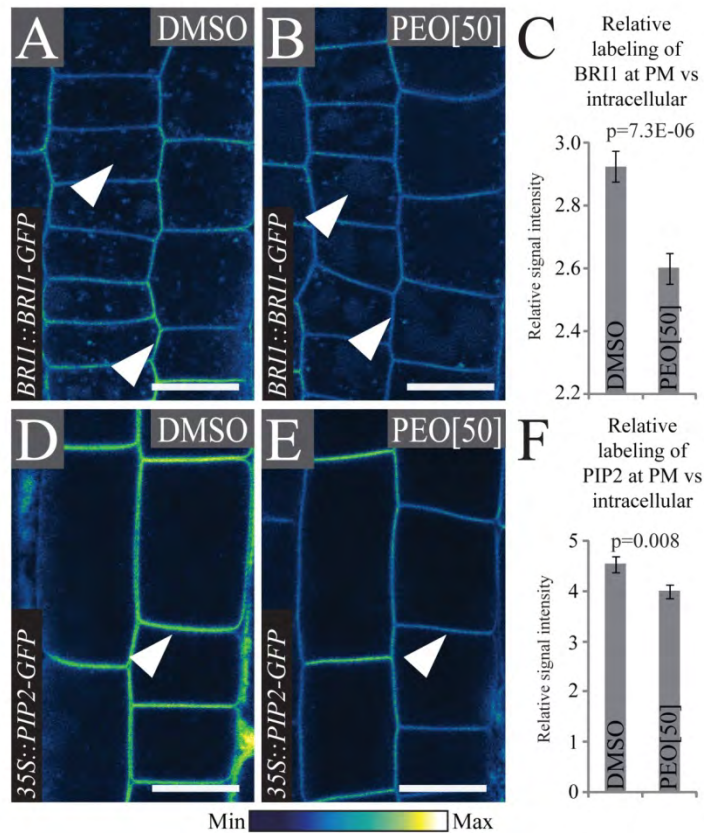 A
DMSO
BRI1::BRI1-GFP
B
PEO[50]
BRI1::BRI1-GFP
C
Relative
labeling of
BRI1 at PM vs
intracellular
p=7.3E-06
Relative signal intensity
3.0
2.8
2.6
2.4
2.2
DMSO
PEO[50]
D
DMSO
35S::PIP2-GFP
E
PEO[50]
35S::PIP2-GFP
F
Relative
labeling of
PIP2 at PM vs
intracellular
p=0.008
Relative signal intensity
5
4
3
2
1
0
DMSO
PEO[50]
Min
Max